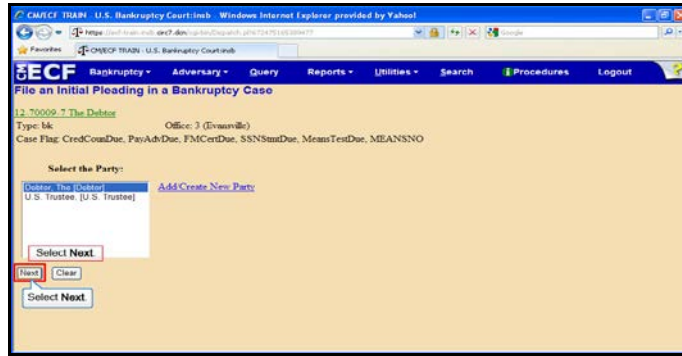 CM/ECF TRAIN - U.S. Bankruptcy Court:insb - Windows Internet Explorer provided by Yahoo!
Google
Favorites CM/ECF TRAIN - U.S. Bankruptcy Court:insb
ECF Bankruptcy Adversary Query Reports Utilities Search Procedures Logout ?
File an Initial Pleading in a Bankruptcy Case
12-70009-7 The Debtor
Type: bk Office: 3 (Evansville)
Case Flag: CredCounDue, PayAdvDue, FMCertDue, SSNStmtDue, MeansTestDue, MEANSNO
Select the Party:
Debtor, The [Debtor] Add/Create New Party
U.S. Trustee, [U.S. Trustee]
Select Next.
Next Clear
Select Next.